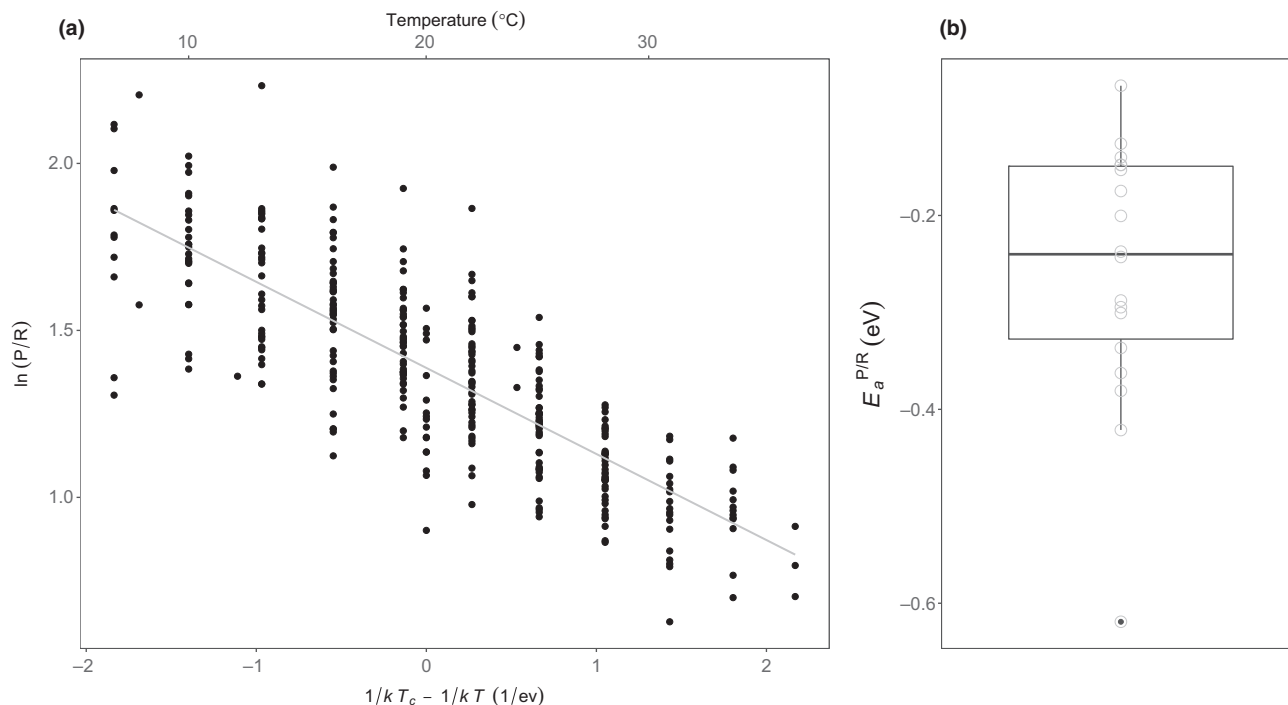 (a)
Temperature (°C)
10 20 30
2.0
1.5
1.0
ln (P/R)
−2 −1 0 1 2
1/k T_c − 1/k T (1/ev)
(b)
−0.2
−0.4
−0.6
E_a^P/R (eV)